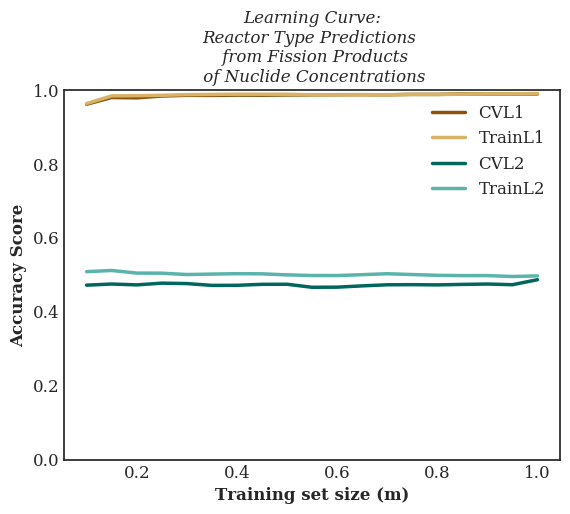 Learning Curve:
Reactor Type Predictions
from Fission Products
of Nuclide Concentrations
1.0
0.8
0.6
0.4
0.2
0.0
Accuracy Score
CVL1
TrainL1
CVL2
TrainL2
0.2
0.4
0.6
0.8
1.0
Training set size (m)